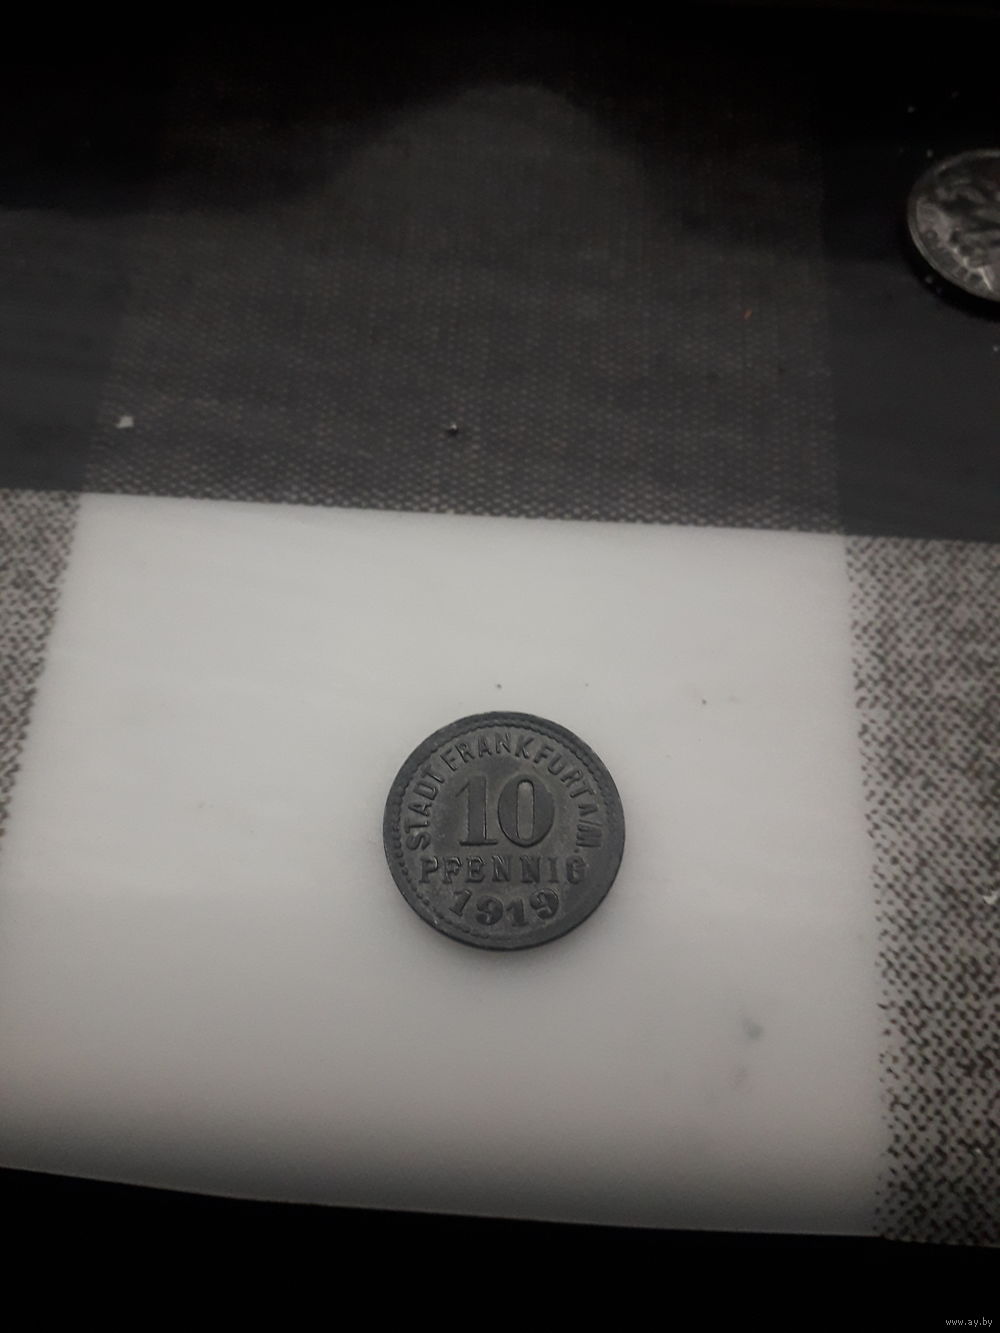 STADT FRANKFURT A/M.
10
PFENNIG
1919
www.ay.by